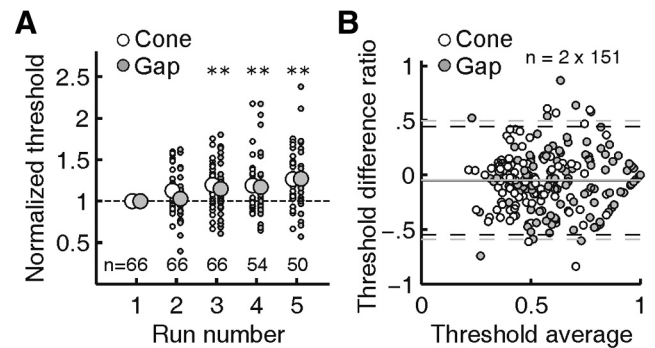 A
Cone
Gap
** ** **
Normalized threshold
2.5
2
1.5
1
0.5
n=66 66 66 54 50
1 2 3 4 5
Run number
B
Cone
Gap
n = 2 x 151
Threshold difference ratio
1
.5
0
-.5
-1
0 0.5 1
Threshold average